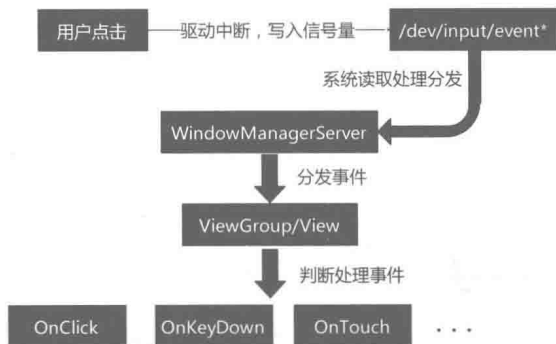 用户点击
驱动中断，写入信号量
/dev/input/event*
系统读取处理分发
WindowManagerServer
分发事件
ViewGroup/View
判断处理事件
OnClick
OnKeyDown
OnTouch
...